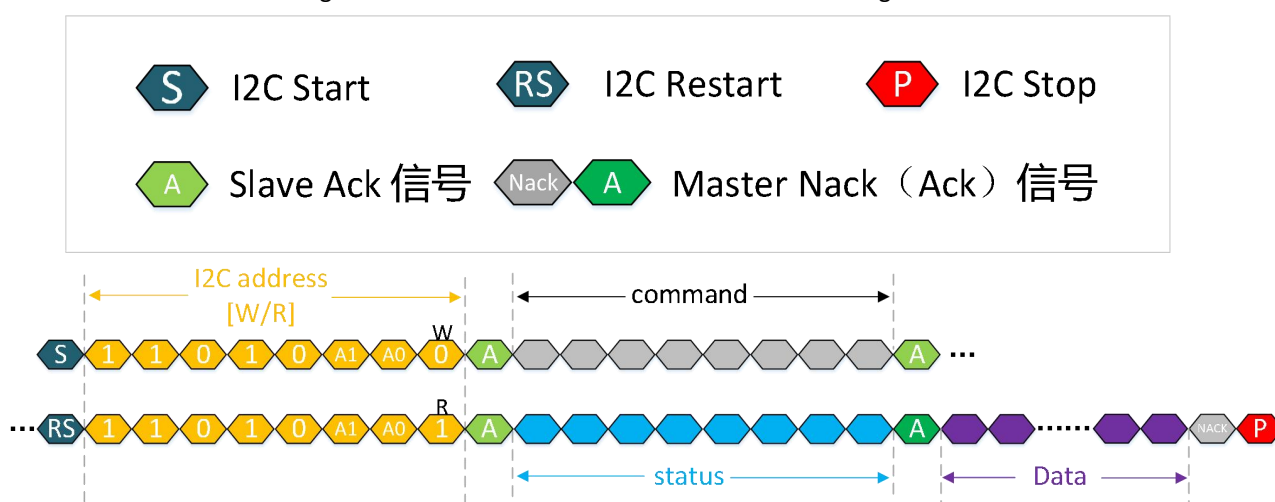 S I2C Start RS I2C Restart P I2C Stop
A Slave Ack 信号 Nack A Master Nack（Ack）信号
I2C address
[W/R]
command
W
S 1 1 0 1 0 A1 A0 0 A A ...
R
...RS 1 1 0 1 0 A1 A0 1 A A ...... NACK P
status Data